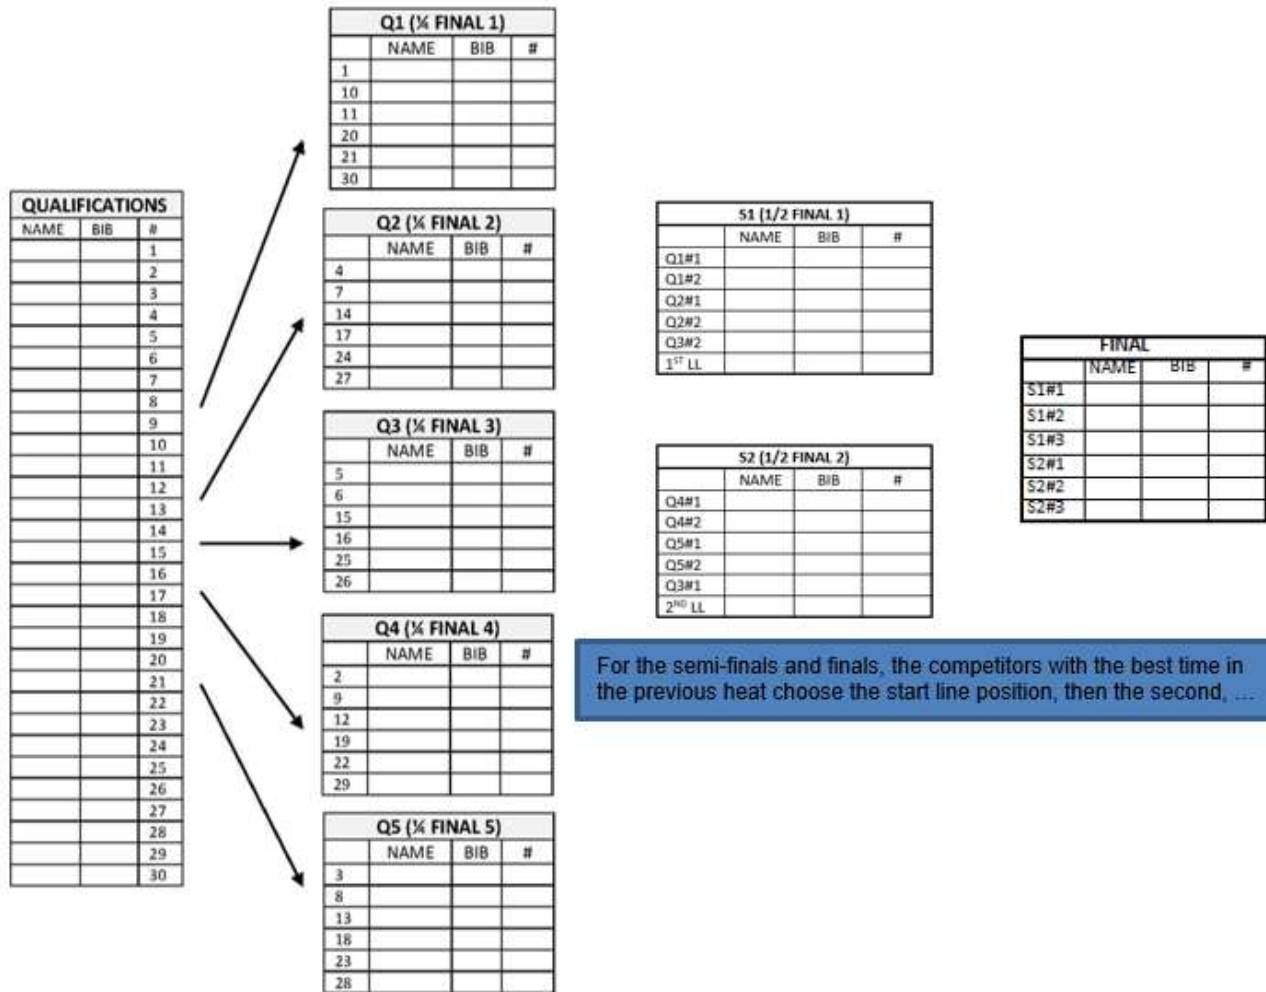 QUALIFICATIONS
NAME BIB #
1
2
3
4
5
6
7
8
9
10
11
12
13
14
15
16
17
18
19
20
21
22
23
24
25
26
27
28
29
30
Q1 (¼ FINAL 1)
NAME BIB #
1
10
11
20
21
30
Q2 (¼ FINAL 2)
NAME BIB #
4
7
14
17
24
27
Q3 (¼ FINAL 3)
NAME BIB #
5
6
15
16
25
26
Q4 (¼ FINAL 4)
NAME BIB #
2
9
12
19
22
29
Q5 (¼ FINAL 5)
NAME BIB #
3
8
13
18
23
28
S1 (1/2 FINAL 1)
NAME BIB #
Q1#1
Q1#2
Q2#1
Q2#2
Q3#2
1ST LL
S2 (1/2 FINAL 2)
NAME BIB #
Q4#1
Q4#2
Q5#1
Q5#2
Q3#1
2ND LL
FINAL
NAME BIB #
S1#1
S1#2
S1#3
S2#1
S2#2
S2#3
For the semi-finals and finals, the competitors with the best time in
the previous heat choose the start line position, then the second, ...